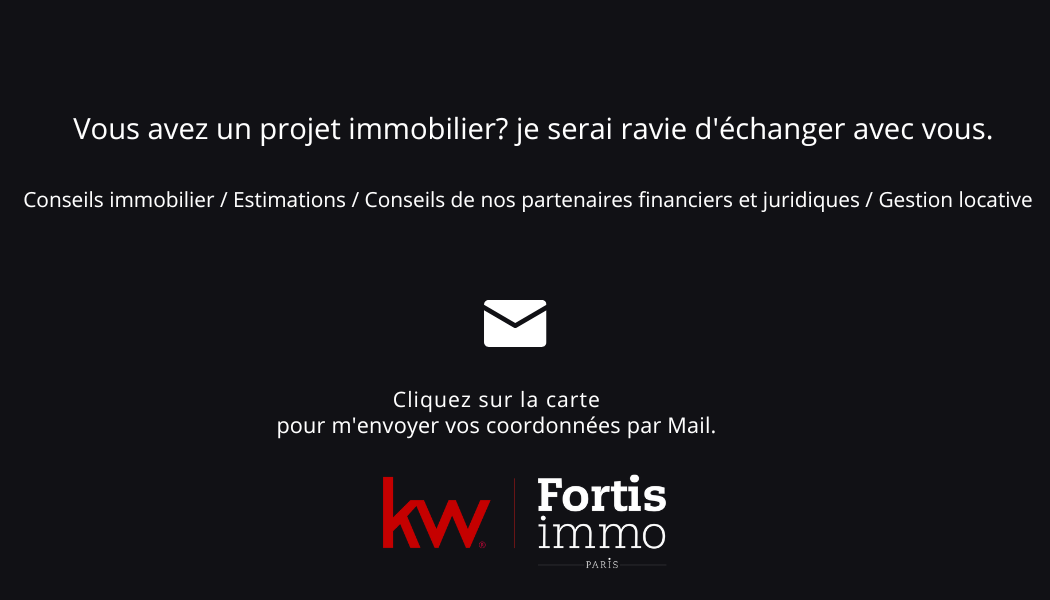 Vous avez un projet immobilier? je serai ravie d'échanger avec vous.
Conseils immobilier / Estimations / Conseils de nos partenaires financiers et juridiques / Gestion locative
Cliquez sur la carte
pour m'envoyer vos coordonnées par Mail.
kw®
Fortis
immo
PARIS